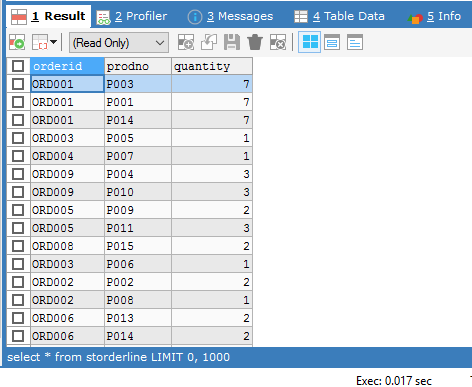 1 Result 2 Profiler 3 Messages 4 Table Data 5 Info
(Read Only)
orderid prodno quantity
ORD001 P003 7
ORD001 P001 7
ORD001 P014 7
ORD003 P005 1
ORD004 P007 1
ORD009 P004 3
ORD009 P010 3
ORD005 P009 2
ORD005 P011 3
ORD008 P015 2
ORD003 P006 1
ORD002 P002 2
ORD002 P008 1
ORD006 P013 2
ORD006 P014 2
select * from storderline LIMIT 0, 1000
Exec: 0.017 sec